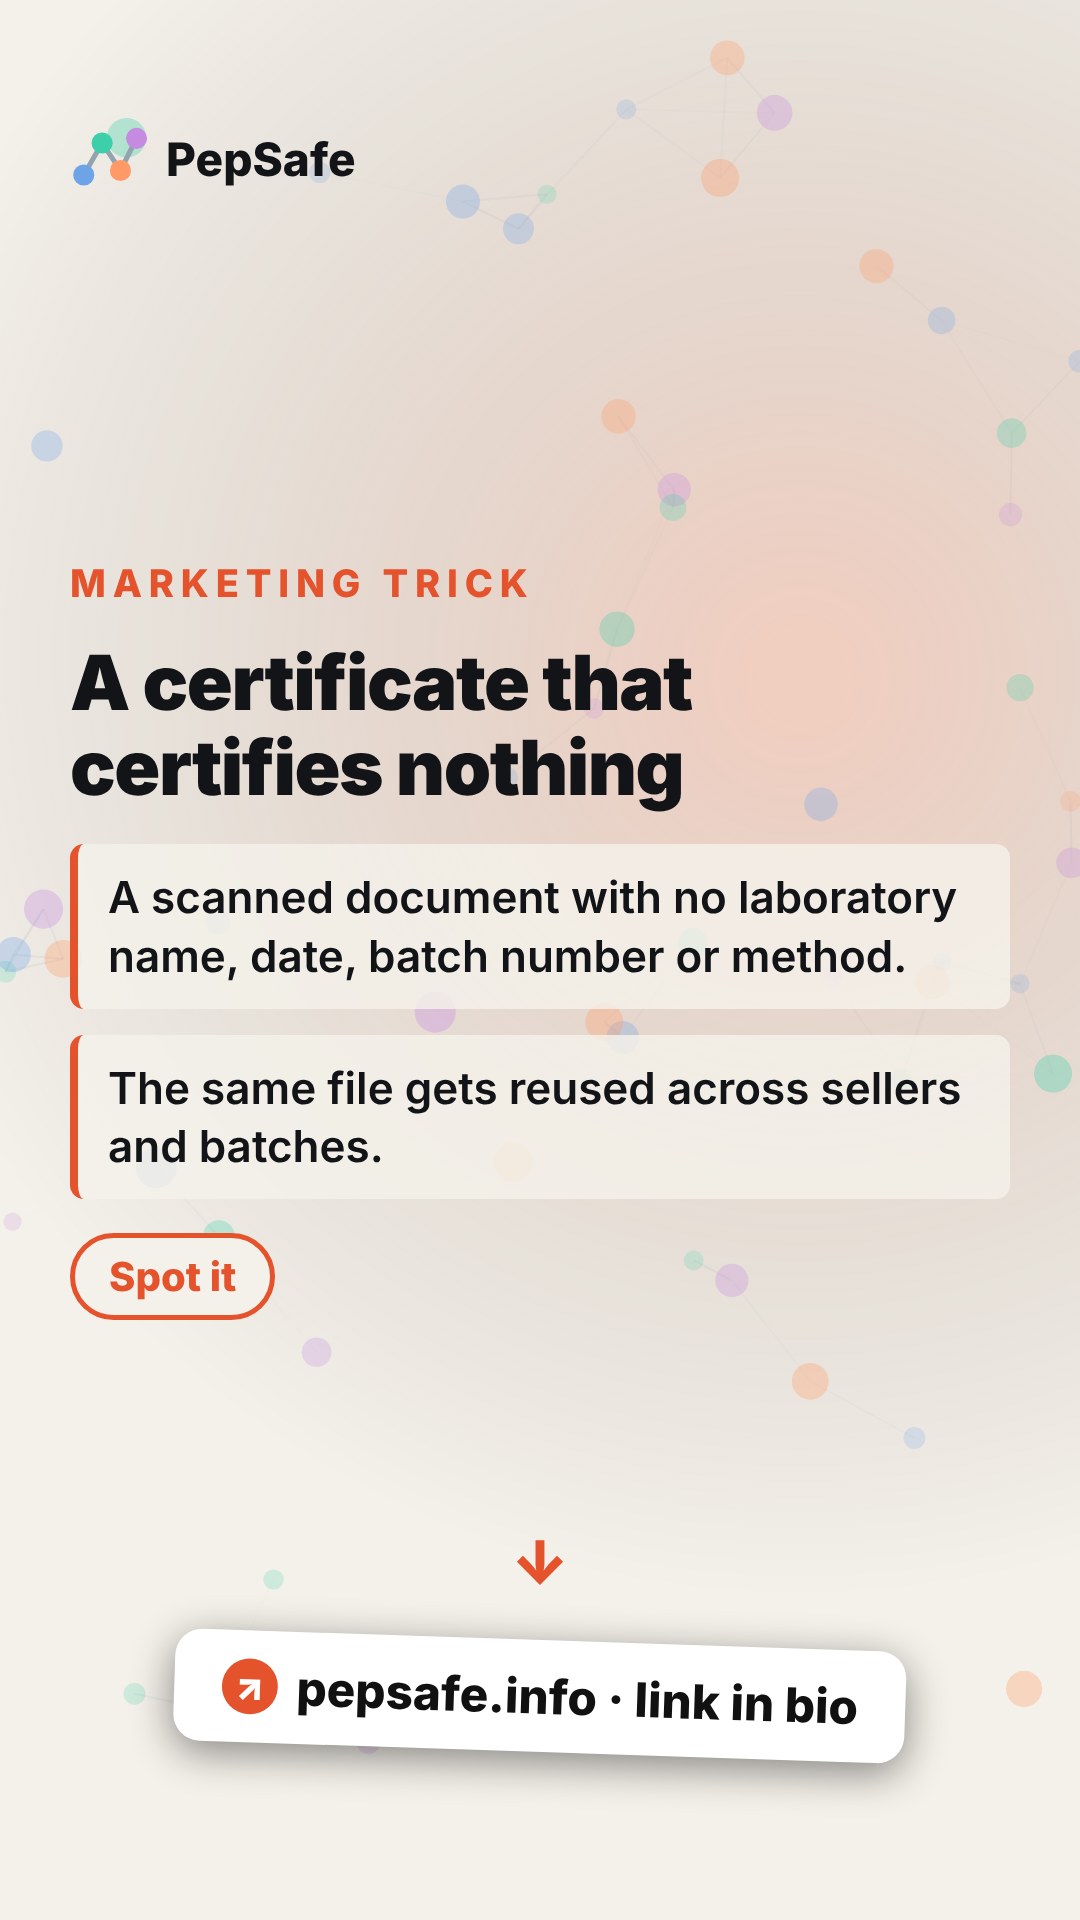 PepSafe
MARKETING TRICK
A certificate that
certifies nothing
A scanned document with no laboratory
name, date, batch number or method.
The same file gets reused across sellers
and batches.
Spot it
pepsafe.info · link in bio